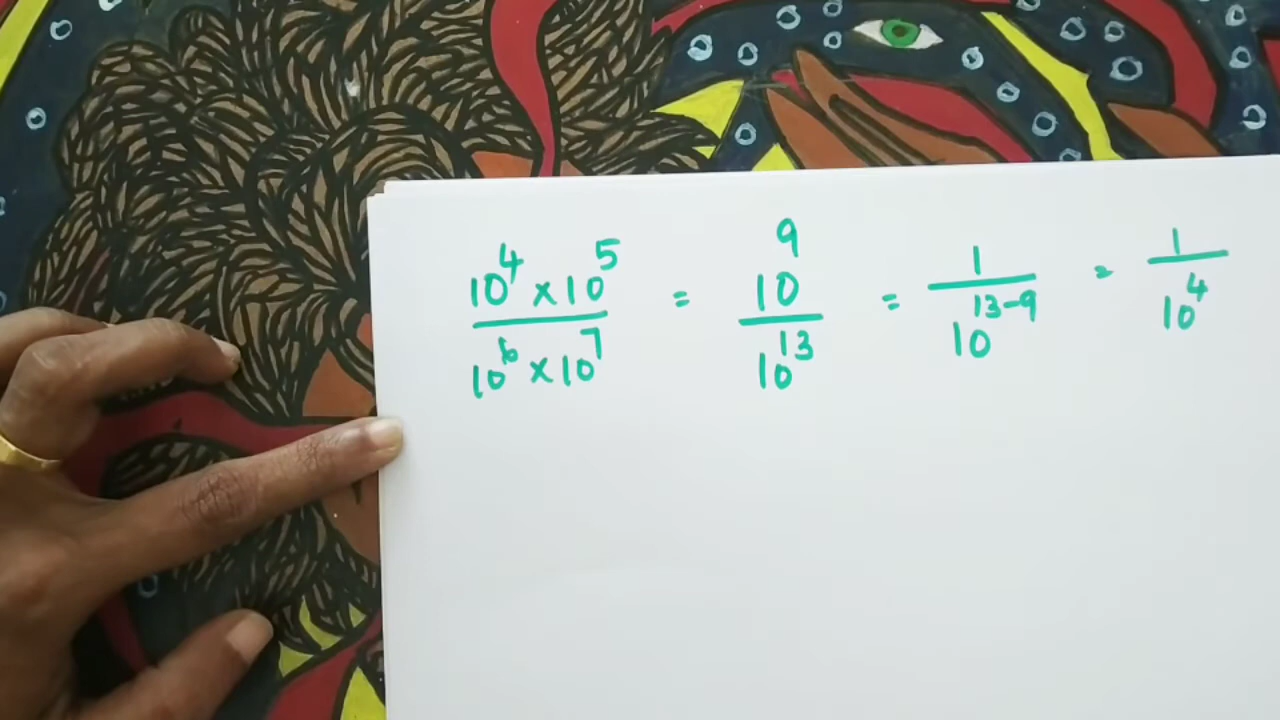 10⁴ × 10⁵ / 10⁶ × 10⁷ = 10⁹ / 10¹³ = 1 / 10¹³⁻⁹ = 1 / 10⁴